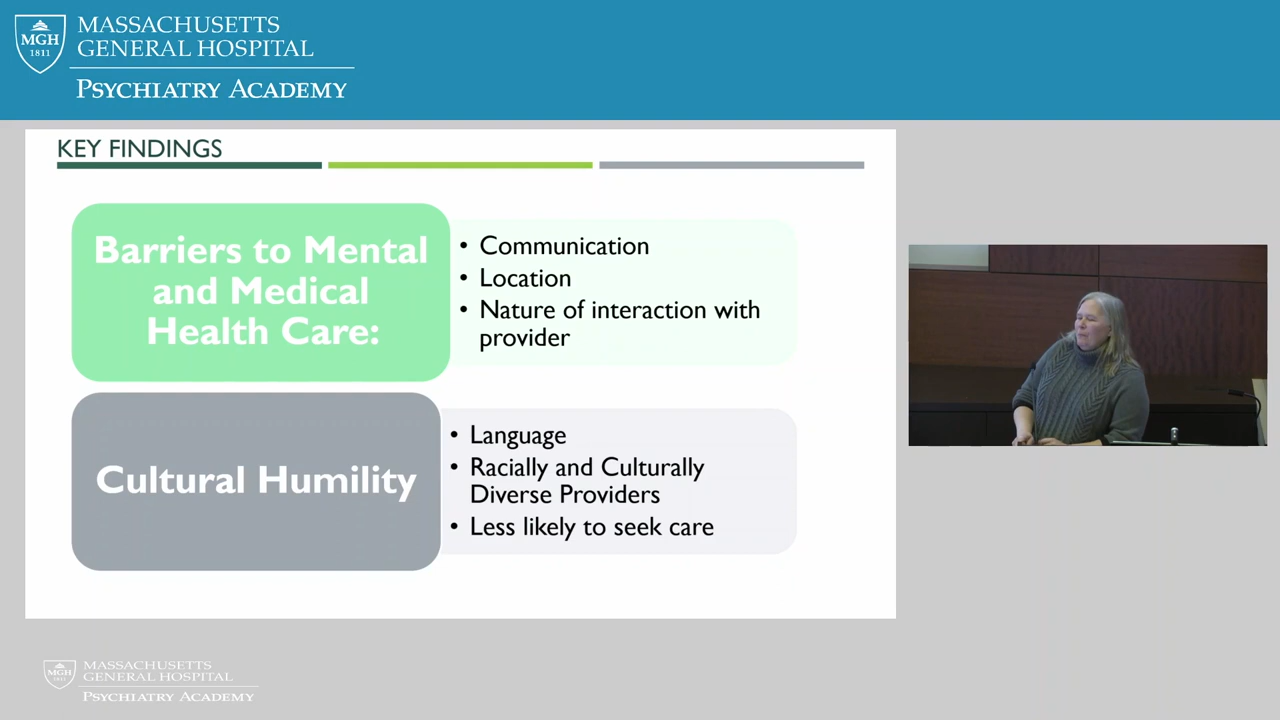 MGH
1811
MASSACHUSETTS
GENERAL HOSPITAL
PSYCHIATRY ACADEMY
KEY FINDINGS
Barriers to Mental
and Medical
Health Care:
• Communication
• Location
• Nature of interaction with
provider
Cultural Humility
• Language
• Racially and Culturally
Diverse Providers
• Less likely to seek care
MGH
1811
MASSACHUSETTS
GENERAL HOSPITAL
PSYCHIATRY ACADEMY